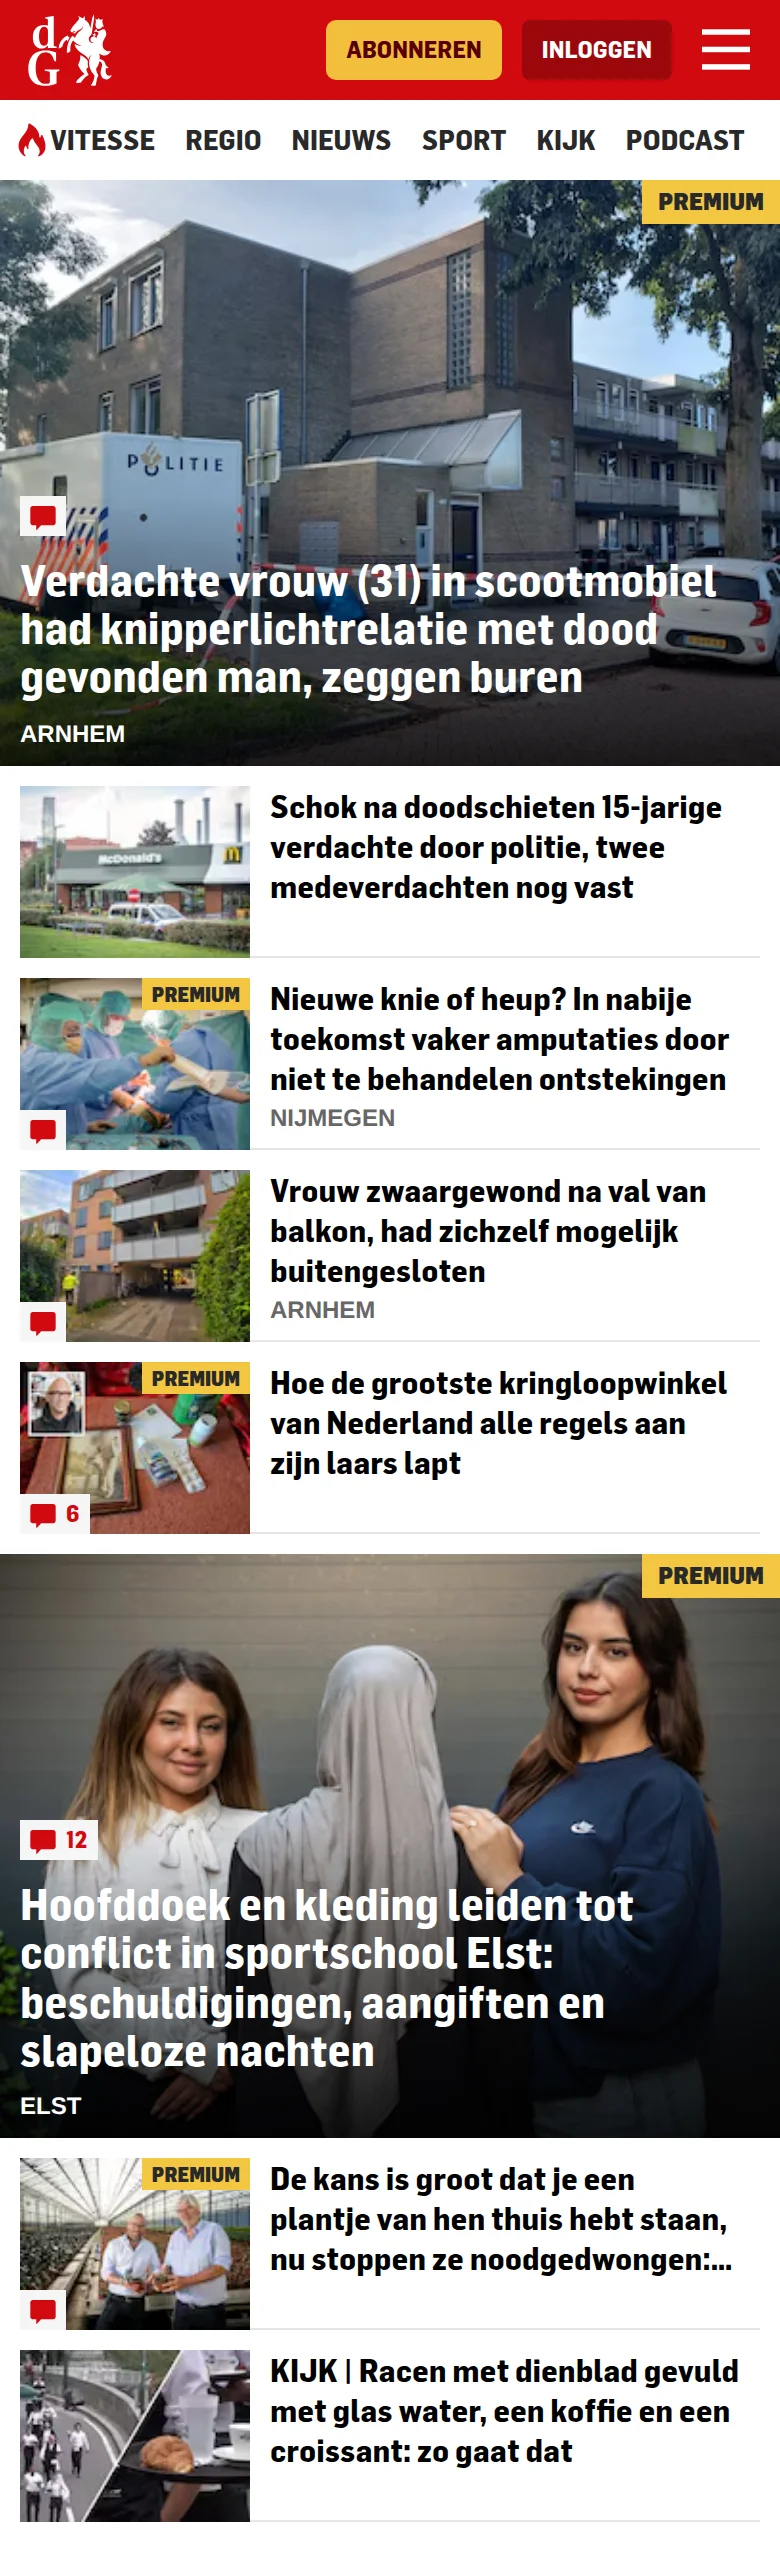 dG
ABONNEREN
INLOGGEN
VITESSE
REGIO
NIEUWS
SPORT
KIJK
PODCAST
PREMIUM
POLITIE
Verdachte vrouw (31) in scootmobiel
had knipperlichtrelatie met dood
gevonden man, zeggen buren
ARNHEM
McDonald's
Schok na doodschieten 15-jarige
verdachte door politie, twee
medeverdachten nog vast
PREMIUM
Nieuwe knie of heup? In nabije
toekomst vaker amputaties door
niet te behandelen ontstekingen
NIJMEGEN
Vrouw zwaargewond na val van
balkon, had zichzelf mogelijk
buitengesloten
ARNHEM
PREMIUM
6
Hoe de grootste kringloopwinkel
van Nederland alle regels aan
zijn laars lapt
PREMIUM
12
Hoofddoek en kleding leiden tot
conflict in sportschool Elst:
beschuldigingen, aangiften en
slapeloze nachten
ELST
PREMIUM
De kans is groot dat je een
plantje van hen thuis hebt staan,
nu stoppen ze noodgedwongen:...
KIJK | Racen met dienblad gevuld
met glas water, een koffie en een
croissant: zo gaat dat